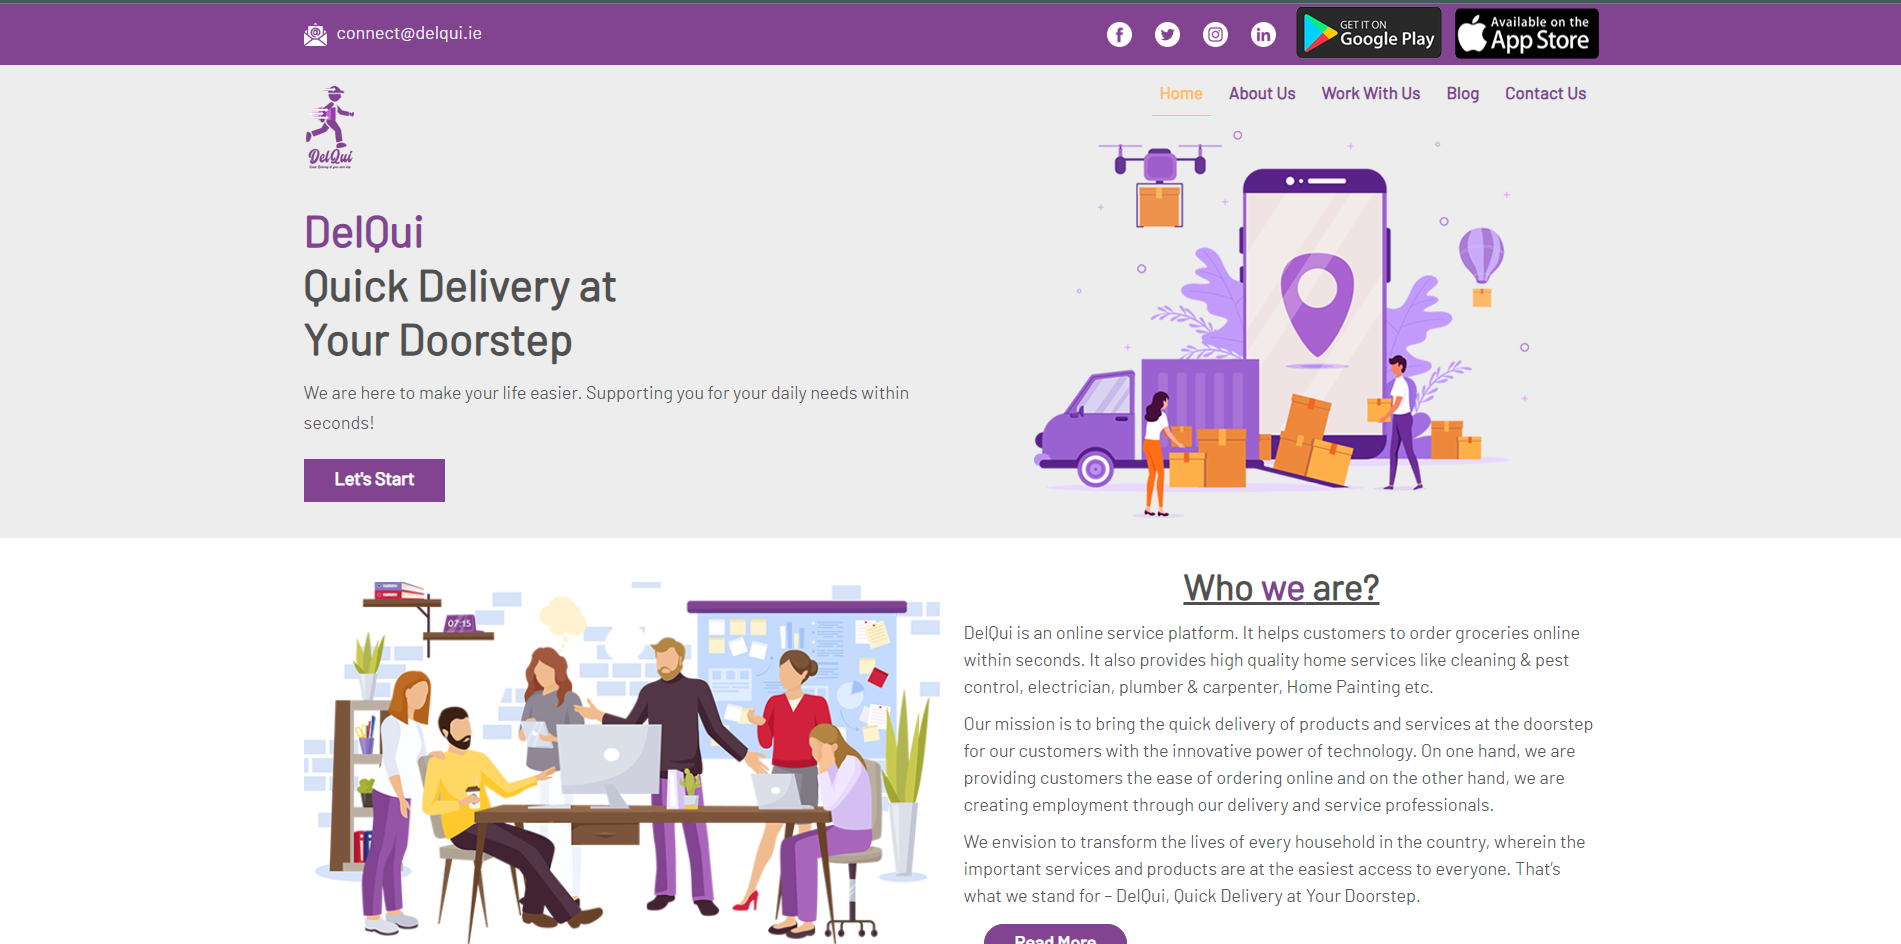 connect@delqui.ie
GET IT ON
Google Play
Available on the
App Store
Home About Us Work With Us Blog Contact Us
DelQui
DelQui
Quick Delivery at
Your Doorstep
We are here to make your life easier. Supporting you for your daily needs within
seconds!
Let's Start
07:15
Who we are?
DelQui is an online service platform. It helps customers to order groceries online
within seconds. It also provides high quality home services like cleaning & pest
control, electrician, plumber & carpenter, Home Painting etc.
Our mission is to bring the quick delivery of products and services at the doorstep
for our customers with the innovative power of technology. On one hand, we are
providing customers the ease of ordering online and on the other hand, we are
creating employment through our delivery and service professionals.
We envision to transform the lives of every household in the country, wherein the
important services and products are at the easiest access to everyone. That's
what we stand for – DelQui, Quick Delivery at Your Doorstep.
Read More